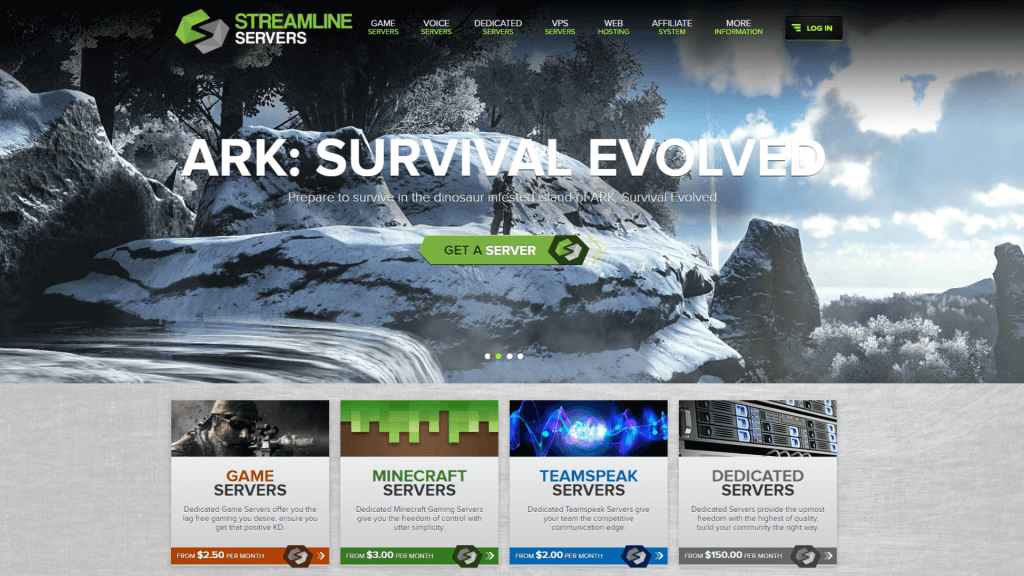 STREAMLINE
SERVERS
GAME
SERVERS
VOICE
SERVERS
DEDICATED
SERVERS
VPS
SERVERS
WEB
HOSTING
AFFILIATE
SYSTEM
MORE
INFORMATION
LOG IN
ARK: SURVIVAL EVOLVED
Prepare to survive in the dinosaur infested island of ARK: Survival Evolved.
GET A SERVER
GAME
SERVERS
Dedicated Game Servers offer you the
lag free gaming you desire, ensure you
get that positive KD.
FROM $2.50 PER MONTH
MINECRAFT
SERVERS
Dedicated Minecraft Gaming Servers
give you the freedom of control with
utter simplicity.
FROM $3.00 PER MONTH
TEAMSPEAK
SERVERS
Dedicated Teamspeak Servers give
your team the competitive
communication edge.
FROM $2.00 PER MONTH
DEDICATED
SERVERS
Dedicated Servers provide the upmost
freedom with the highest of quality,
build your community the right way.
FROM $150.00 PER MONTH